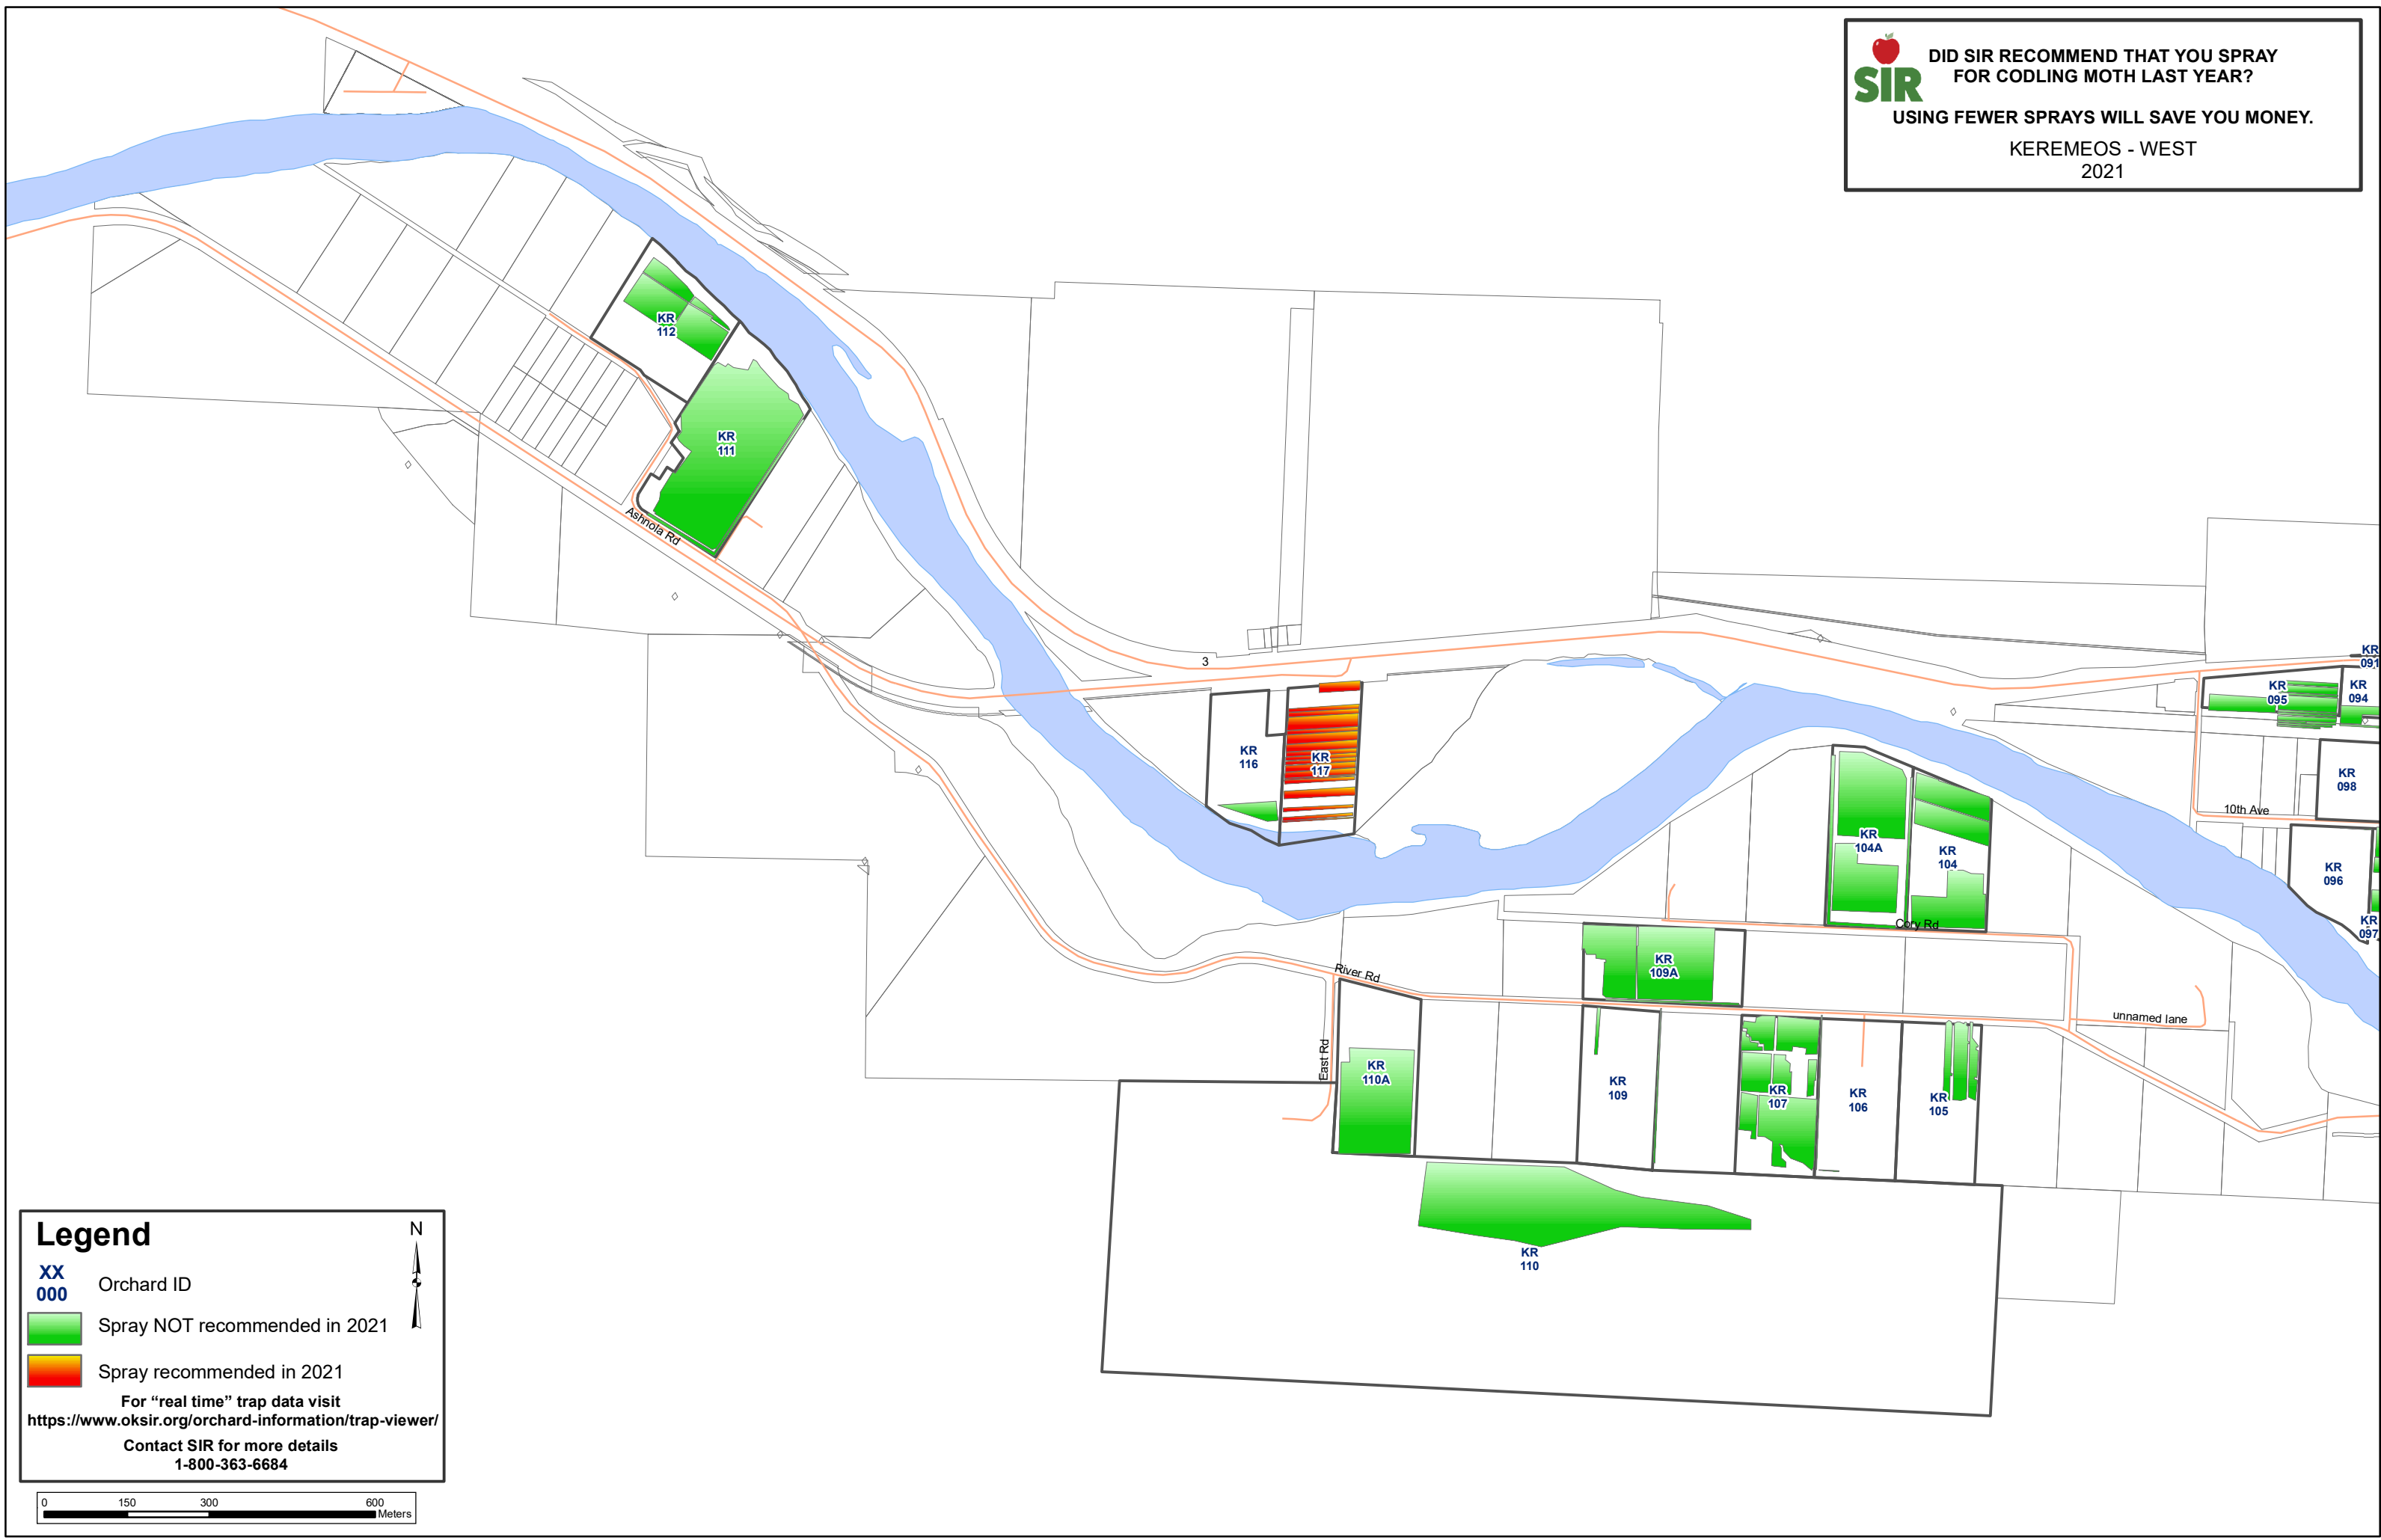 SIR
DID SIR RECOMMEND THAT YOU SPRAY
FOR CODLING MOTH LAST YEAR?
USING FEWER SPRAYS WILL SAVE YOU MONEY.
KEREMEOS - WEST
2021
KR
112
KR
111
Ashnola Rd
3
KR
116
KR
117
KR
091
KR
095
KR
094
KR
098
10th Ave
KR
096
KR
097
KR
104A
KR
104
Cory Rd
KR
109A
River Rd
unnamed lane
East Rd
KR
110A
KR
109
KR
107
KR
106
KR
105
KR
110
Legend
N
XX
000
Orchard ID
Spray NOT recommended in 2021
Spray recommended in 2021
For “real time” trap data visit
https://www.oksir.org/orchard-information/trap-viewer/
Contact SIR for more details
1-800-363-6684
0 150 300 600
Meters